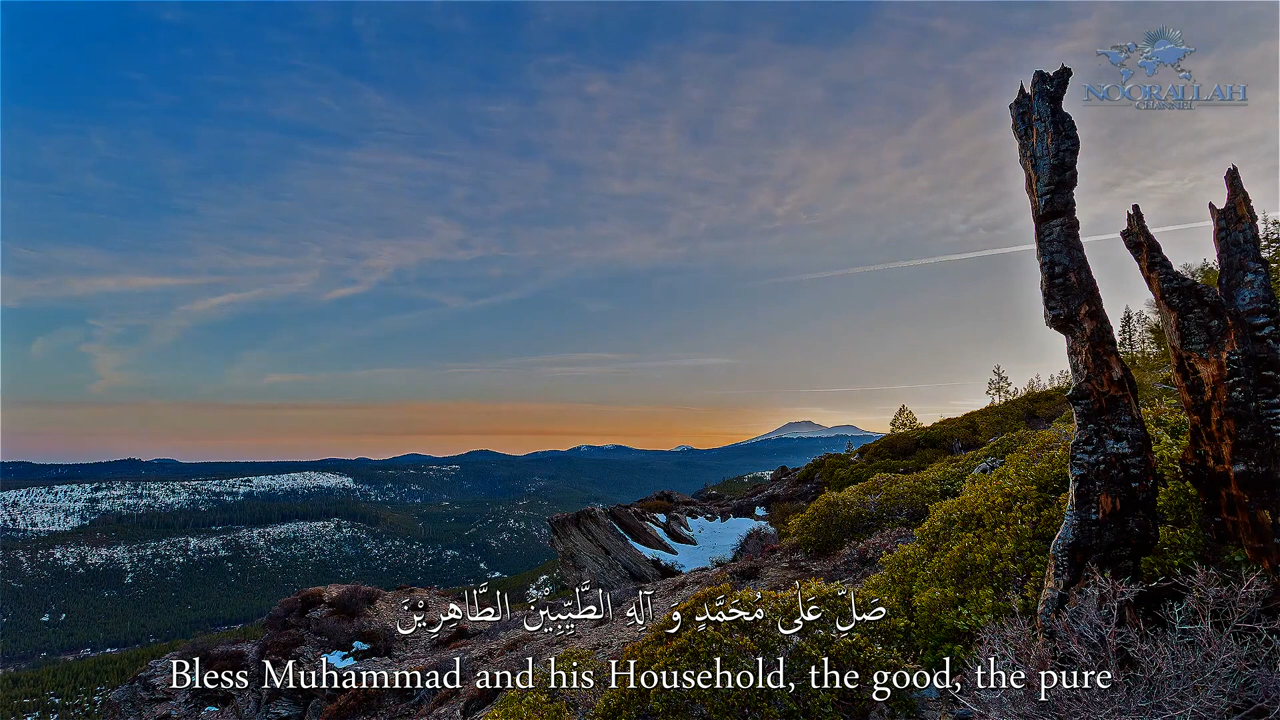 NOORALLAH
CHANNEL
صَلِّ عَلَى مُحَمَّدٍ وَ آلِهِ الطَّيِّبِيْنَ الطَّاهِرِيْنَ
Bless Muhammad and his Household, the good, the pure